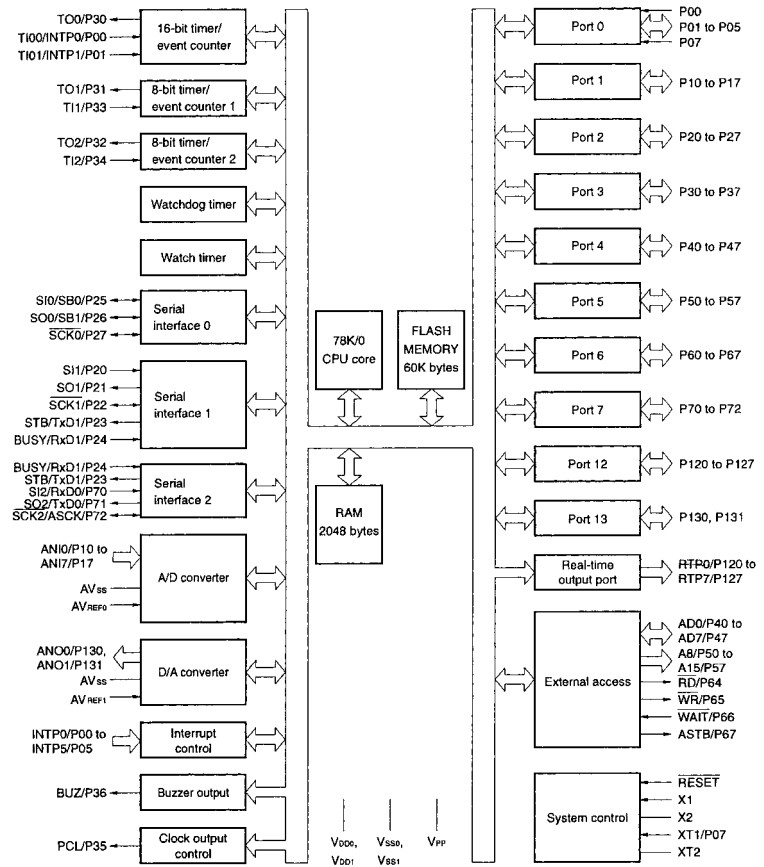 TO0/P30
TI00/INTP0/P00
TI01/INTP1/P01
16-bit timer/
event counter
TO1/P31
TI1/P33
8-bit timer/
event counter 1
TO2/P32
TI2/P34
8-bit timer/
event counter 2
Watchdog timer
Watch timer
SI0/SB0/P25
SO0/SB1/P26
SCK0/P27
Serial
interface 0
SI1/P20
SO1/P21
SCK1/P22
STB/TxD1/P23
BUSY/RxD1/P24
Serial
interface 1
BUSY/RxD1/P24
STB/TxD1/P23
SI2/RxD0/P70
SO2/TxD0/P71
SCK2/ASCK/P72
Serial
interface 2
ANI0/P10 to
ANI7/P17
AVSS
AVREF0
A/D converter
ANO0/P130,
ANO1/P131
AVSS
AVREF1
D/A converter
INTP0/P00 to
INTP5/P05
Interrupt
control
BUZ/P36
Buzzer output
PCL/P35
Clock output
control
78K/0
CPU core
FLASH
MEMORY
60K bytes
RAM
2048 bytes
VDD0,
VDD1
VSS0,
VSS1
VPP
Port 0
P00
P01 to P05
P07
Port 1
P10 to P17
Port 2
P20 to P27
Port 3
P30 to P37
Port 4
P40 to P47
Port 5
P50 to P57
Port 6
P60 to P67
Port 7
P70 to P72
Port 12
P120 to P127
Port 13
P130, P131
Real-time
output port
RTP0/P120 to
RTP7/P127
External access
AD0/P40 to
AD7/P47
A8/P50 to
A15/P57
RD/P64
WR/P65
WAIT/P66
ASTB/P67
System control
RESET
X1
X2
XT1/P07
XT2